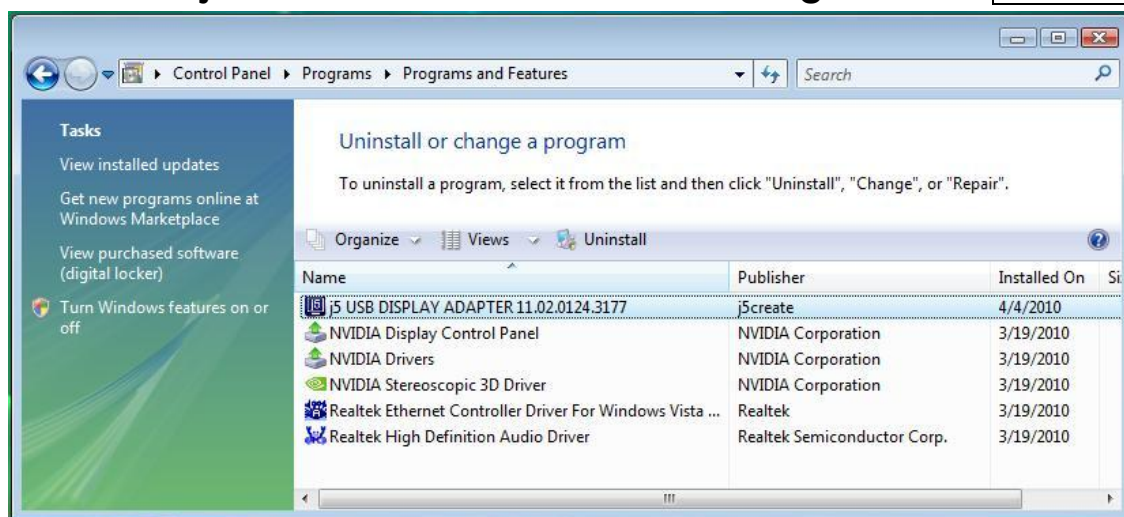 Control Panel Programs Programs and Features Search
Tasks
View installed updates
Get new programs online at
Windows Marketplace
View purchased software
(digital locker)
Turn Windows features on or
off
Uninstall or change a program
To uninstall a program, select it from the list and then click "Uninstall", "Change", or "Repair".
Organize Views Uninstall
Name Publisher Installed On
j5 USB DISPLAY ADAPTER 11.02.0124.3177 j5create 4/4/2010
NVIDIA Display Control Panel NVIDIA Corporation 3/19/2010
NVIDIA Drivers NVIDIA Corporation 3/19/2010
NVIDIA Stereoscopic 3D Driver NVIDIA Corporation 3/19/2010
Realtek Ethernet Controller Driver For Windows Vista ... Realtek 3/19/2010
Realtek High Definition Audio Driver Realtek Semiconductor Corp. 3/19/2010